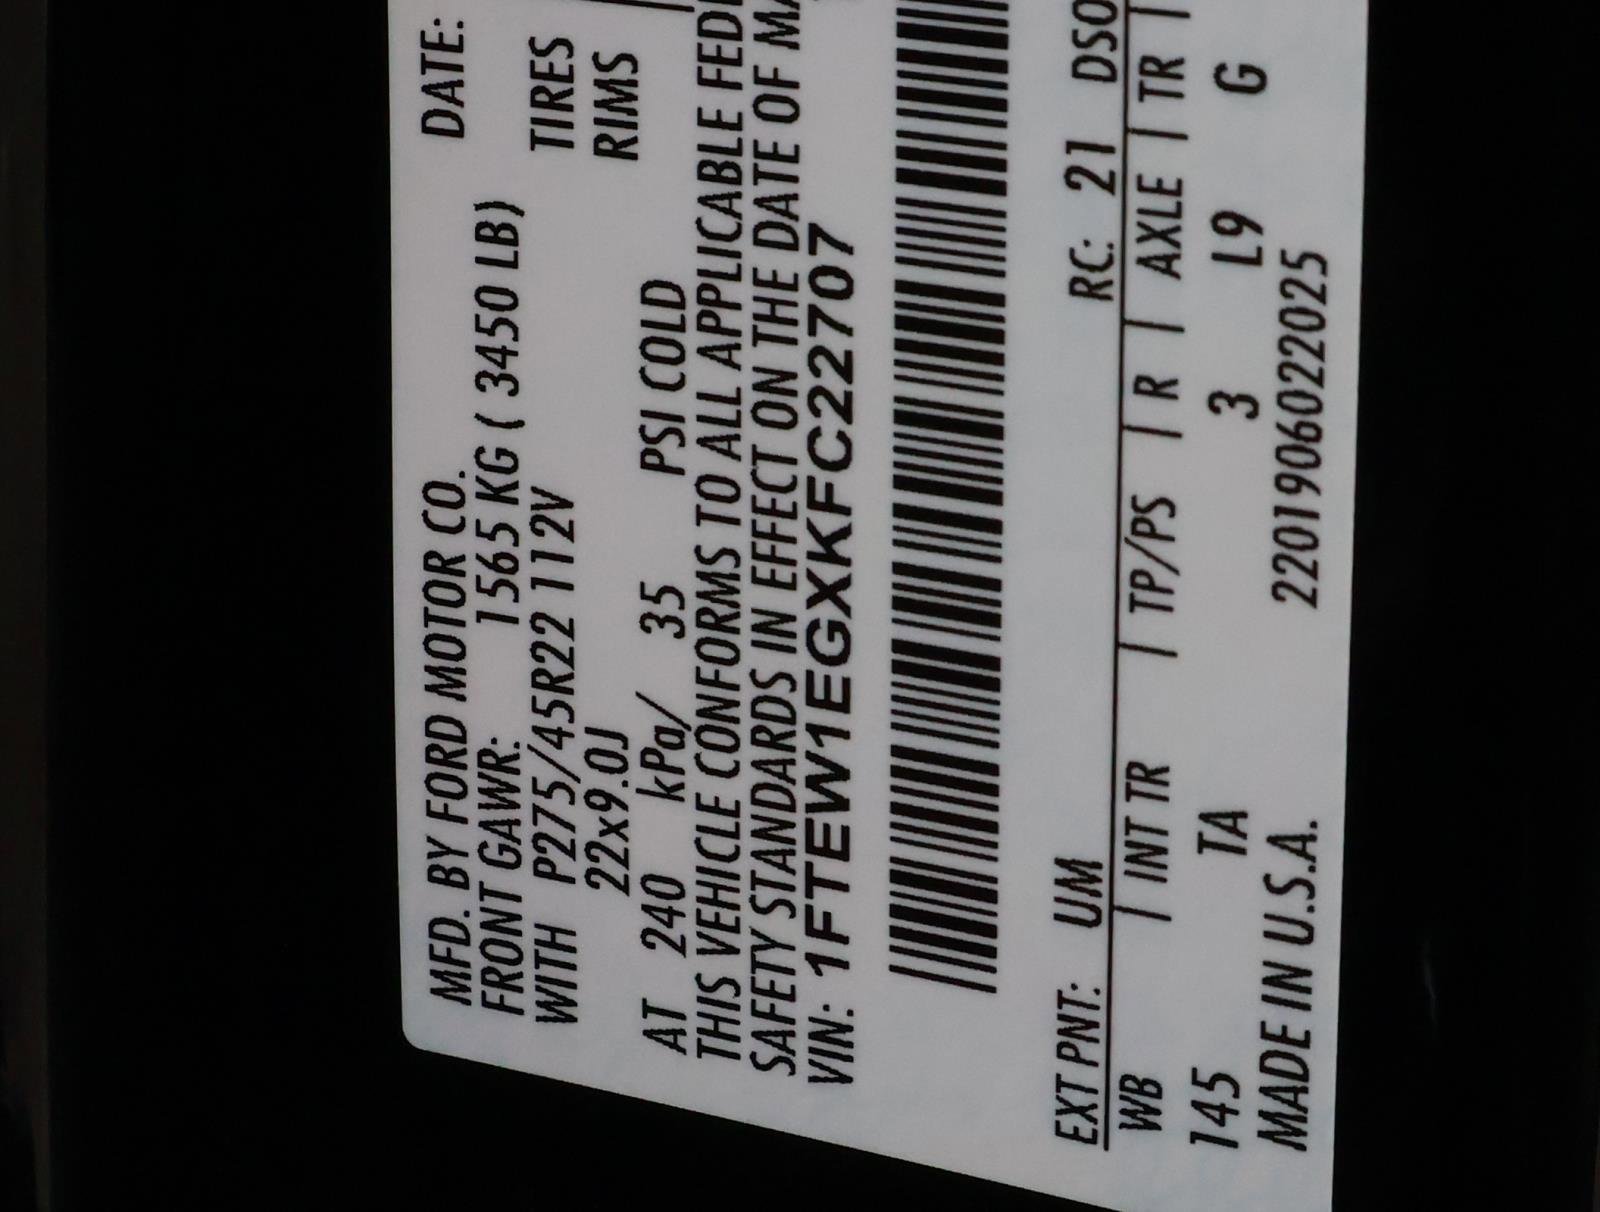 MFD. BY FORD MOTOR CO. DATE:
FRONT GAWR: 1565 KG ( 3450 LB)
WITH P275/45R22 112V TIRES
22x9.0J RIMS
AT 240 kPa/ 35 PSI COLD
THIS VEHICLE CONFORMS TO ALL APPLICABLE FEDE
SAFETY STANDARDS IN EFFECT ON THE DATE OF MA
VIN: 1FTEW1EGXKFC22707
EXT PNT: UM RC: 21 DSO
WB | INT TR | TP/PS | R | AXLE | TR |
145 TA 3 L9 G
MADE IN U.S.A. 22019060222025